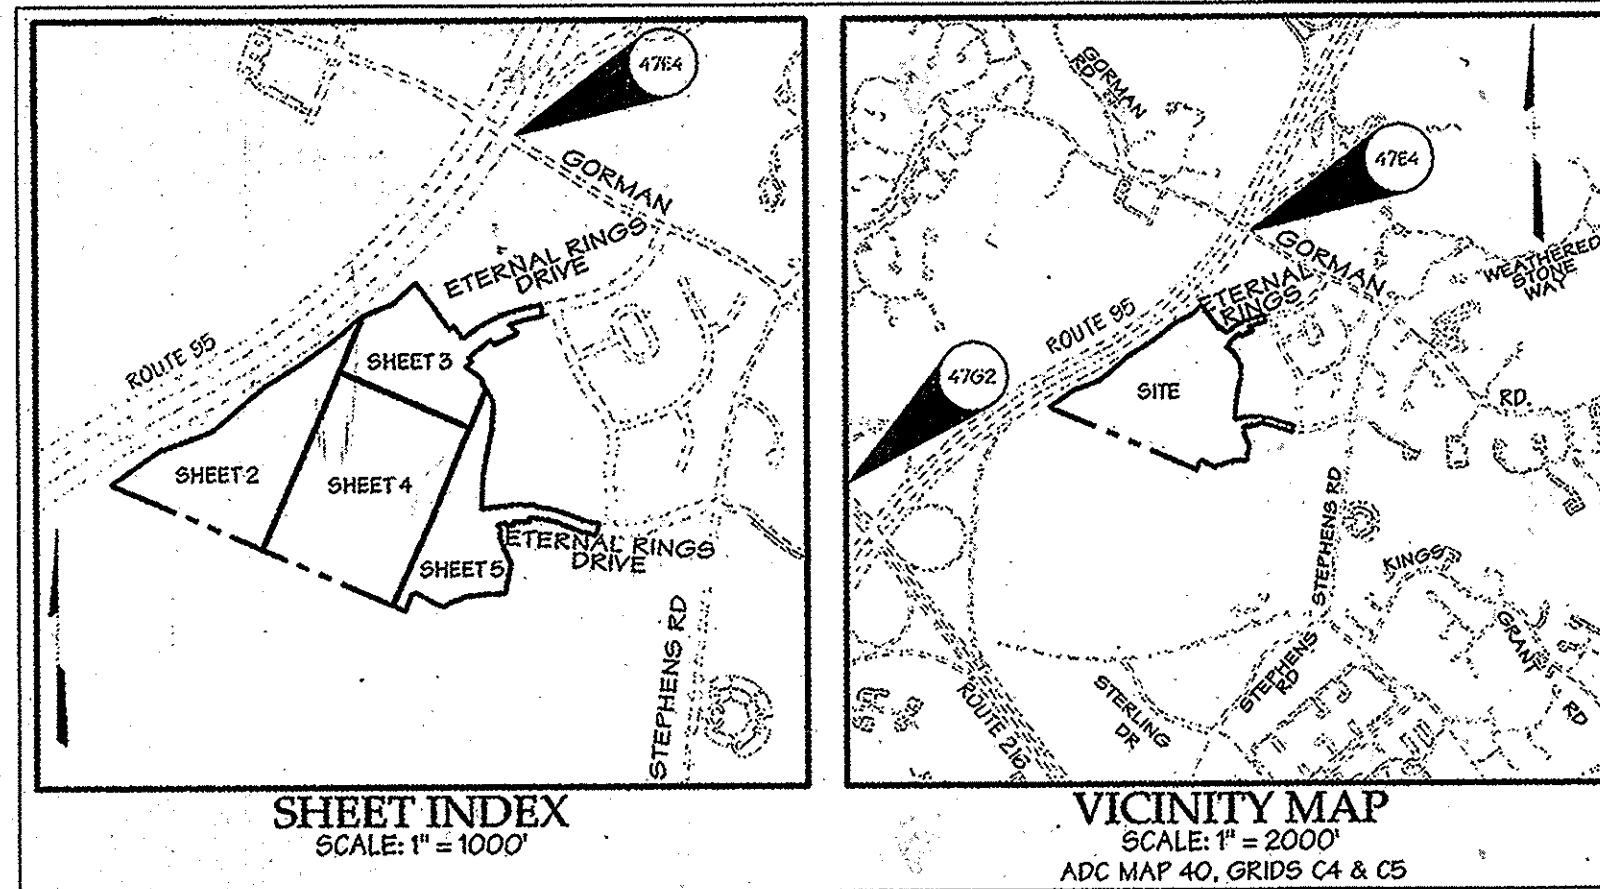 47E4
GORMAN
ETERNAL RINGS
DRIVE
ROUTE 95
SHEET 3
SHEET 2
SHEET 4
SHEET 5
ETERNAL RINGS
DRIVE
STEPHENS RD
SHEET INDEX
SCALE: 1" = 1000'
GORMAN
RD
47E4
GORMAN
WEATHERED
STONE
WAY
ETERNAL
RINGS
ROUTE 95
47G2
SITE
RD.
STEPHENS RD
KINGS
GRANT
RD
STEPHENS
RD
STERLING
DR
ROUTE 216
VICINITY MAP
SCALE: 1" = 2000'
ADC MAP 40, GRIDS C4 & C5